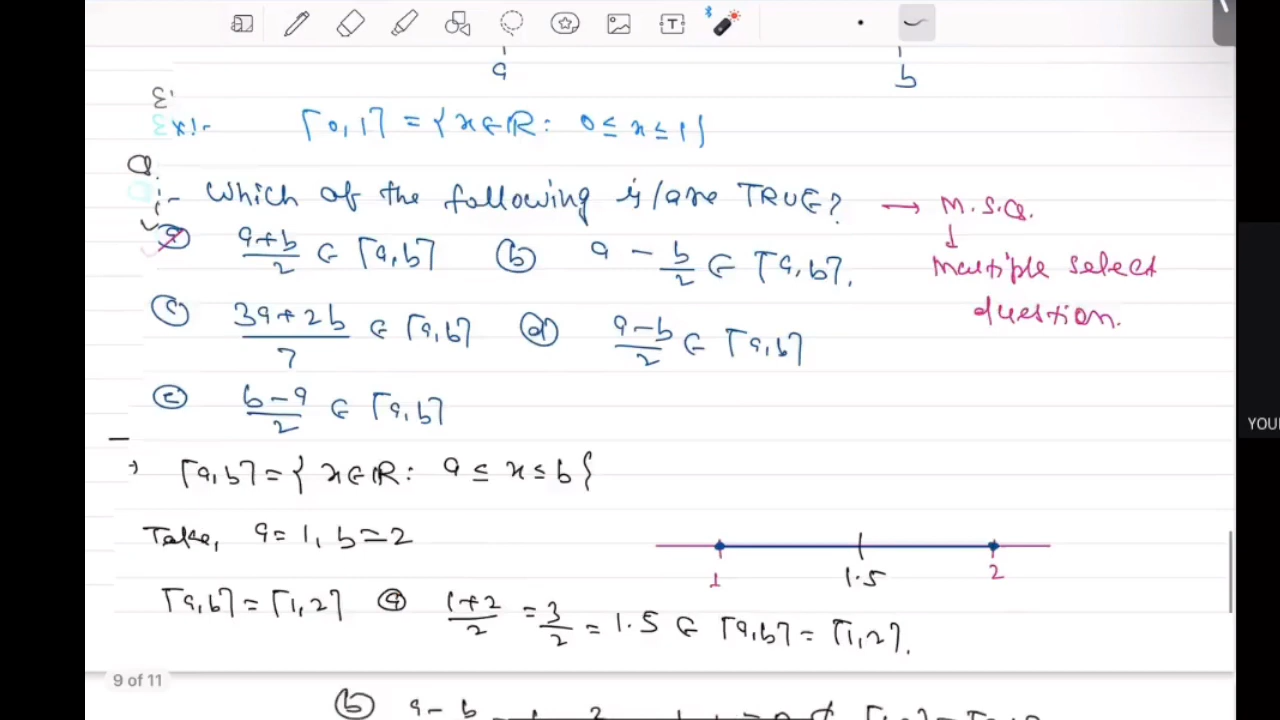 a b
Ex:- [0,1] = {x∈ℝ: 0 ≤ x ≤ 1}
Q:- Which of the following is/are TRUE? → M.S.Q.
↓
Multiple select
question.
(a) a+b/2 ∈ [a,b] (b) a - b/2 ∈ [a,b].
(c) 3a+2b/7 ∈ [a,b] (d) a-b/2 ∈ [a,b]
(e) b-a/2 ∈ [a,b]
→ [a,b] = {x∈ℝ: a ≤ x ≤ b}
Take, a=1, b=2
1 1.5 2
[a,b] = [1,2] (a) 1+2/2 = 3/2 = 1.5 ∈ [a,b] = [1,2].
9 of 11
(b) a - b
T
YOU